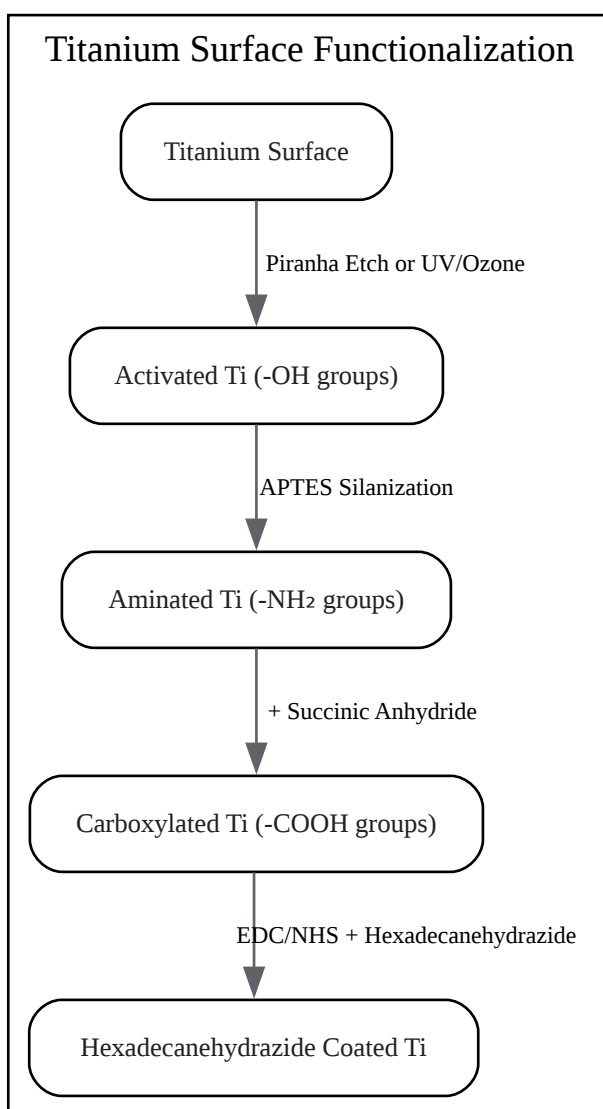 Titanium Surface Functionalization
Titanium Surface
Piranha Etch or UV/Ozone
Activated Ti (-OH groups)
APTES Silanization
Aminated Ti (-NH₂ groups)
+ Succinic Anhydride
Carboxylated Ti (-COOH groups)
EDC/NHS + Hexadecanehydrazide
Hexadecanehydrazide Coated Ti